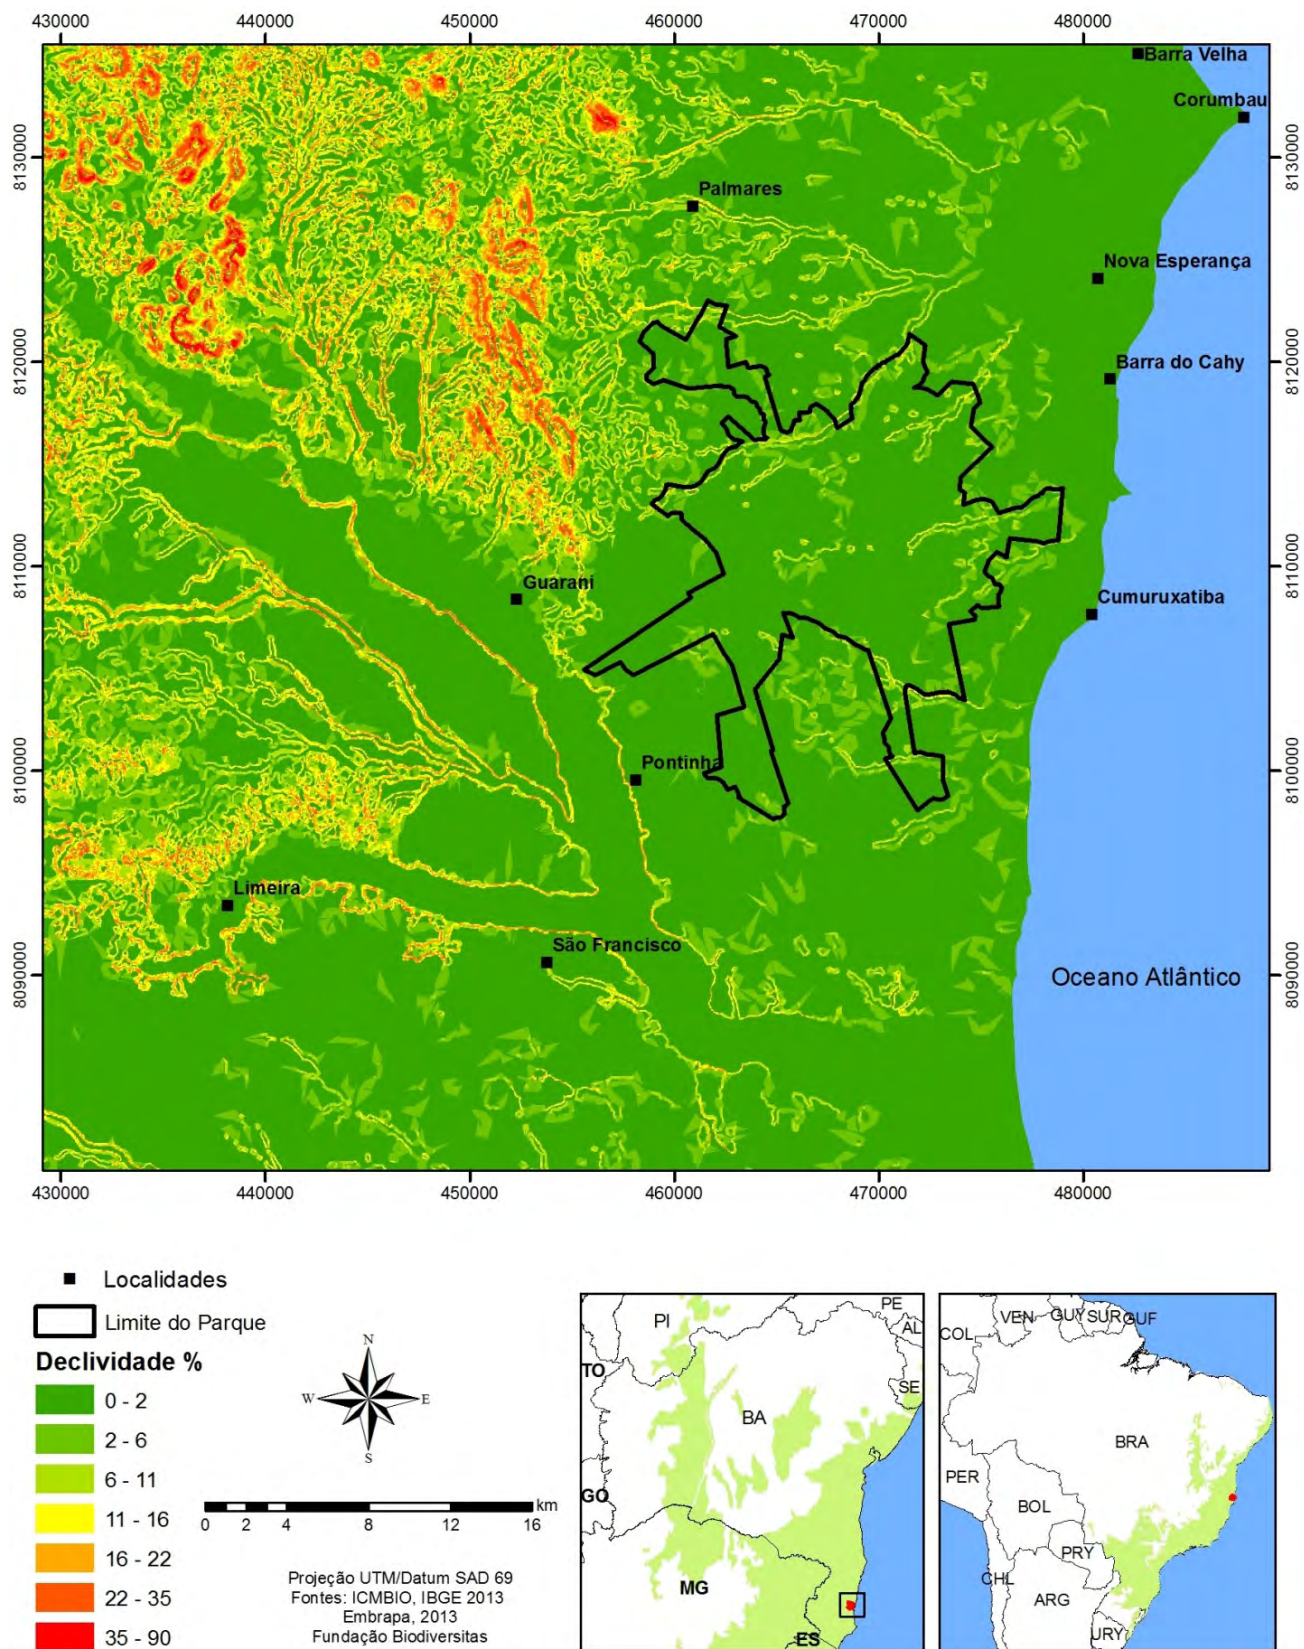 430000 440000 450000 460000 470000 480000
Barra Velha
Corumbau
8130000 8130000
Palmares
Nova Esperança
8120000 8120000
Barra do Cahy
8110000 8110000
Guarani
Cumuruxatiba
8100000 8100000
Pontinha
Limeira
São Francisco
8090000 8090000
Oceano Atlântico
430000 440000 450000 460000 470000 480000
Localidades
Limite do Parque
Declividade %
0 - 2
2 - 6
6 - 11
11 - 16
16 - 22
22 - 35
35 - 90
N
W E
S
km
0 2 4 8 12 16
Projeção UTM/Datum SAD 69
Fontes: ICMBIO, IBGE 2013
Embrapa, 2013
Fundação Biodiversitas
PI
PE
AL
TO
SE
BA
GO
MG
ES
VEN
GUY
SUR
GUF
COL
BRA
PER
BOL
PRY
CHL
ARG
URY